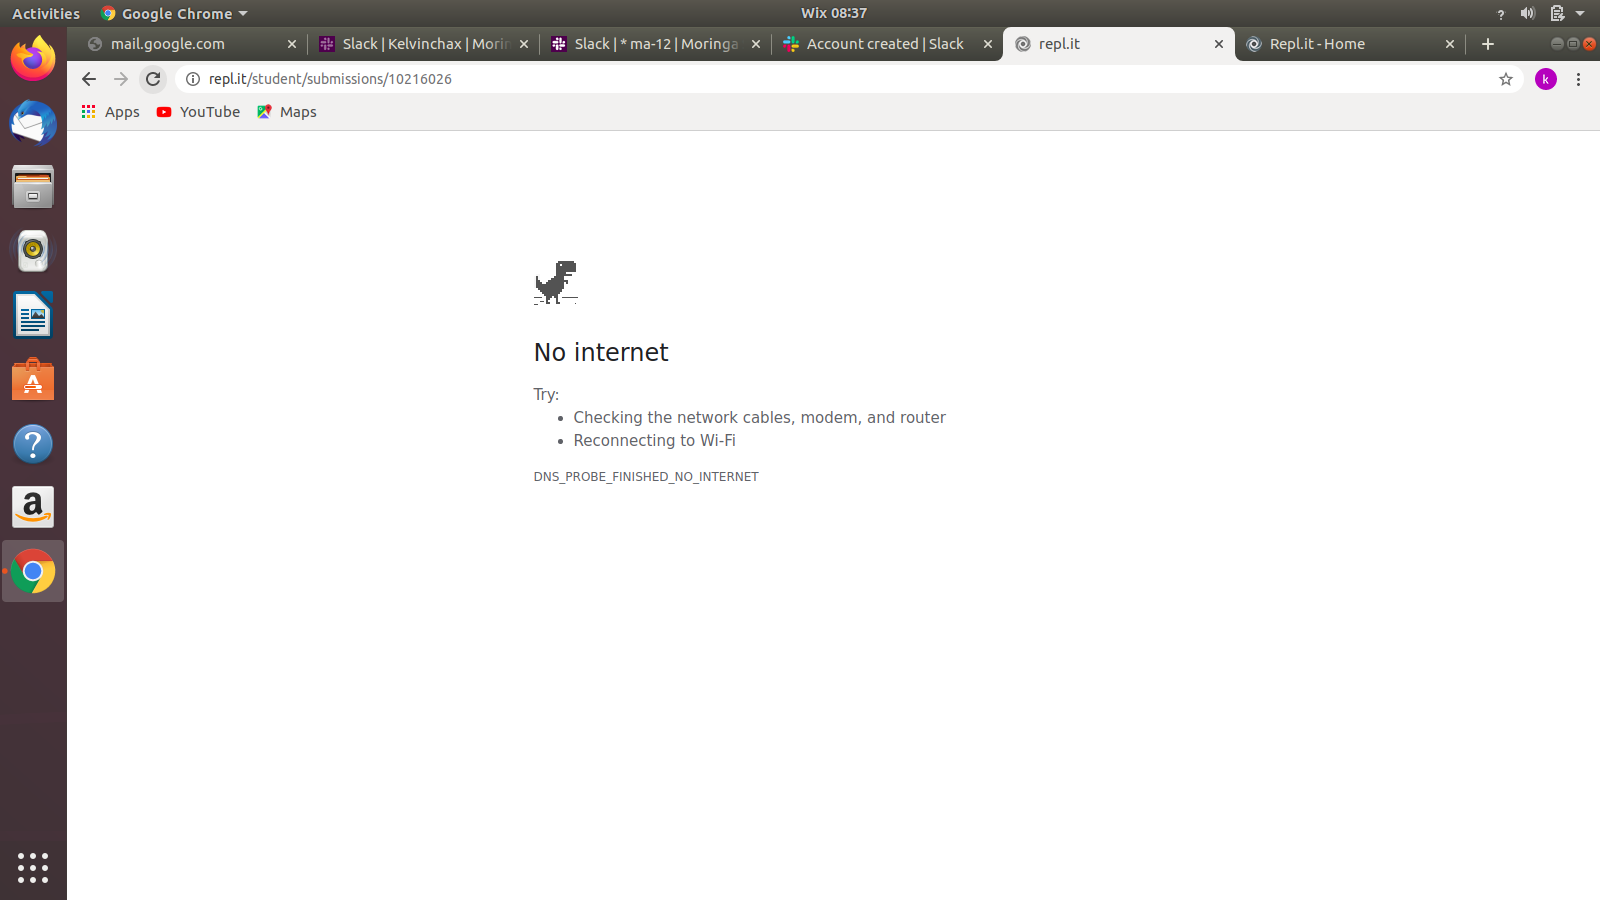 Activities
Google Chrome
Wix 08:37
mail.google.com
Slack | Kelvinchax | Morin
Slack | * ma-12 | Moringa
Account created | Slack
repl.it
Repl.it - Home
repl.it/student/submissions/10216026
k
Apps
YouTube
Maps
No internet
Try:
• Checking the network cables, modem, and router
• Reconnecting to Wi-Fi
DNS_PROBE_FINISHED_NO_INTERNET